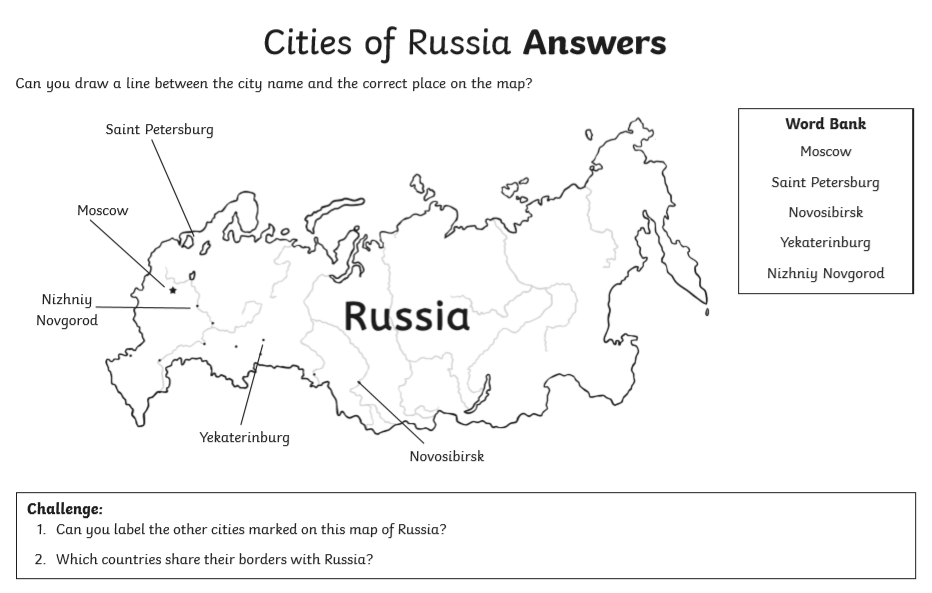 Cities of Russia Answers
Can you draw a line between the city name and the correct place on the map?
Saint Petersburg
Moscow
Nizhniy
Novgorod
Russia
Yekaterinburg
Novosibirsk
Word Bank
Moscow
Saint Petersburg
Novosibirsk
Yekaterinburg
Nizhniy Novgorod
Challenge:
1. Can you label the other cities marked on this map of Russia?
2. Which countries share their borders with Russia?